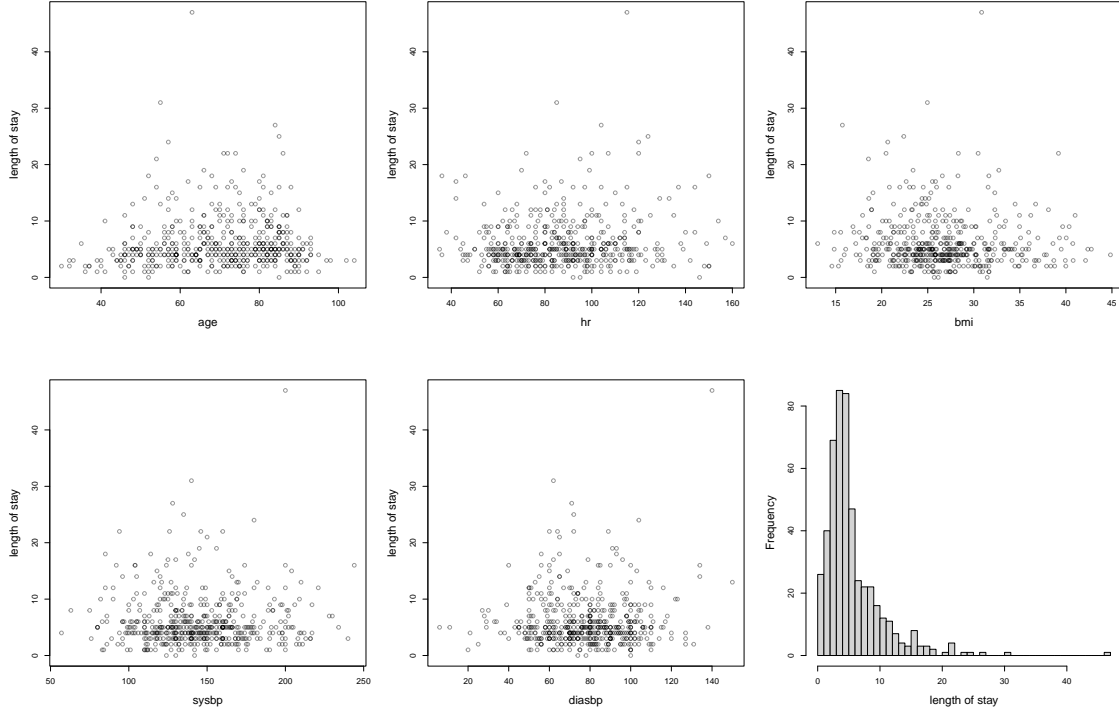 length of stay
0 10 20 30 40
40 60 80 100
age
length of stay
0 10 20 30 40
40 60 80 100 120 140 160
hr
length of stay
0 10 20 30 40
15 20 25 30 35 40 45
bmi
length of stay
0 10 20 30 40
50 100 150 200 250
sysbp
length of stay
0 10 20 30 40
20 40 60 80 100 120 140
diasbp
Frequency
0 20 40 60 80
0 10 20 30 40
length of stay